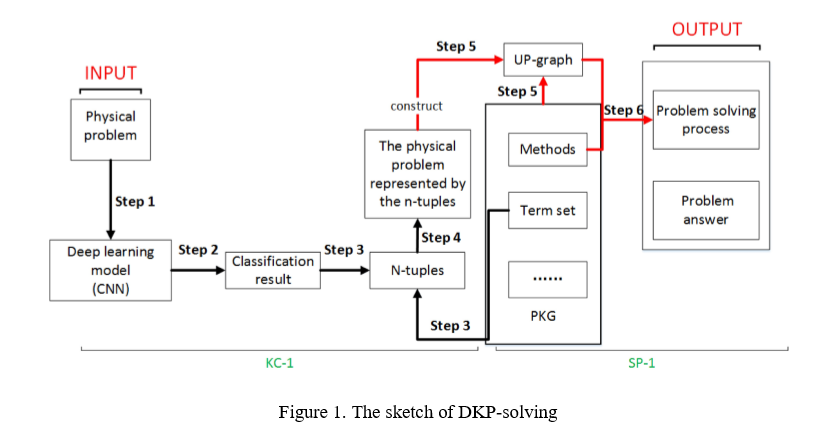 INPUT
Physical
problem
Step 1
Deep learning
model
(CNN)
Step 2
Classification
result
Step 3
N-tuples
Step 3
Step 4
The physical
problem
represented by
the n-tuples
construct
Step 5
UP-graph
Step 5
Methods
Term set
......
PKG
Step 6
OUTPUT
Problem solving
process
Problem
answer
KC-1
SP-1
Figure 1. The sketch of DKP-solving